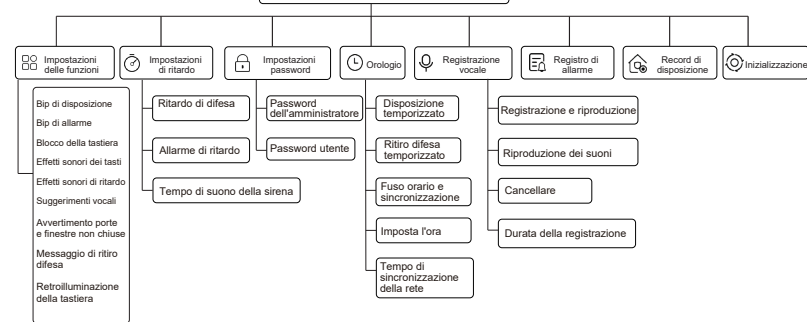 Impostazioni
delle funzioni
Impostazioni
di ritardo
Impostazioni
password
Orologio
Registrazione
vocale
Registro di
allarme
Record di
disposizione
Inizializzazione
Bip di disposizione
Bip di allarme
Blocco della tastiera
Effetti sonori dei tasti
Effetti sonori di ritardo
Suggerimenti vocali
Avvertimento porte
e finestre non chiuse
Messaggio di ritiro
difesa
Retroilluminazione
della tastiera
Ritardo di difesa
Allarme di ritardo
Tempo di suono della sirena
Password
dell'amministratore
Password utente
Disposizione
temporizzato
Ritiro difesa
temporizzato
Fuso orario e
sincronizzazione
Imposta l'ora
Tempo di
sincronizzazione
della rete
Registrazione e riproduzione
Riproduzione dei suoni
Cancellare
Durata della registrazione